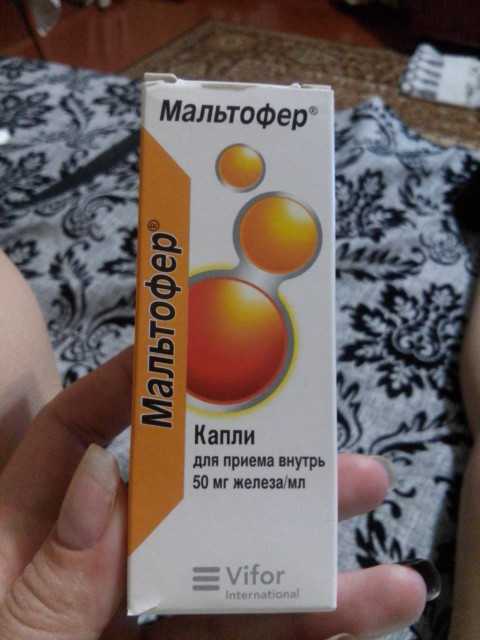 Мальтофер®
Мальтофер®
Капли
для приема внутрь
50 мг железа/мл
Vifor
International